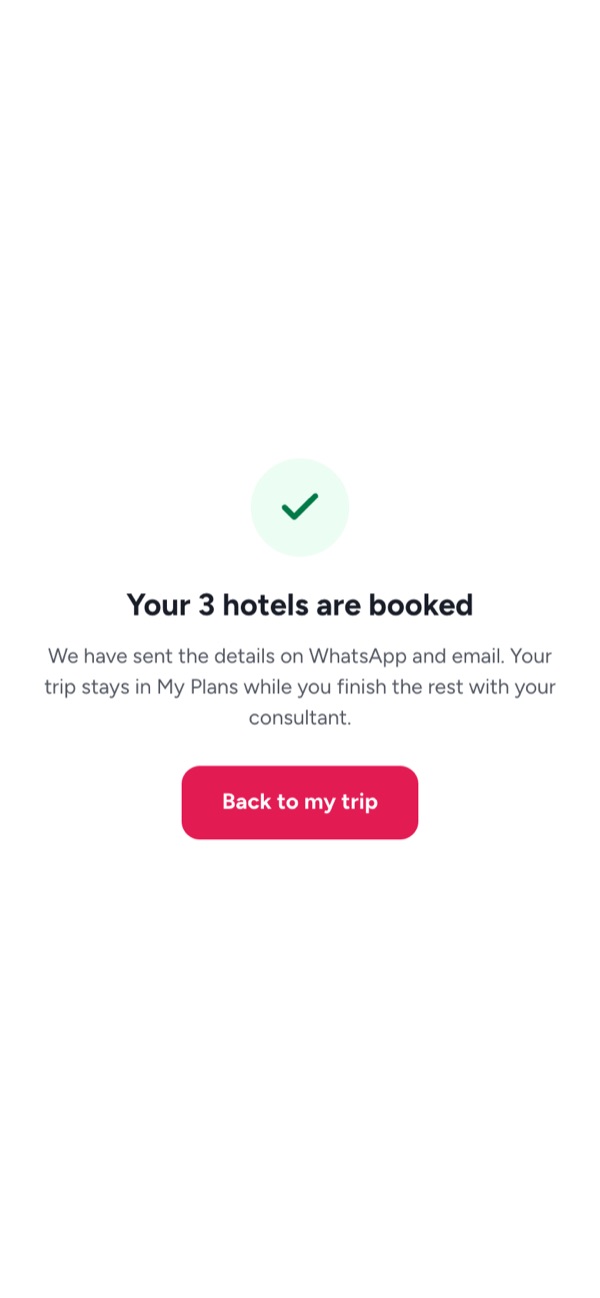 Your 3 hotels are booked
We have sent the details on WhatsApp and email. Your
trip stays in My Plans while you finish the rest with your
consultant.
Back to my trip